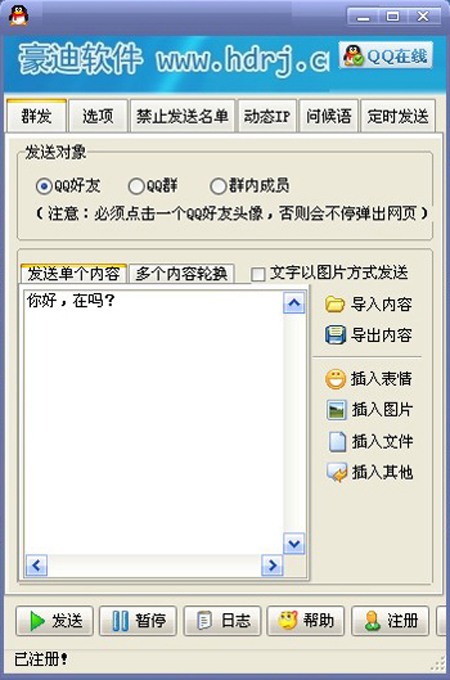 豪迪软件 www.hdrj.c
QQ在线
群发 选项 禁止发送名单 动态IP 问候语 定时发送
发送对象
QQ好友 QQ群 群内成员
(注意:必须点击一个QQ好友头像,否则会不停弹出网页)
发送单个内容 多个内容轮换 文字以图片方式发送
你好,在吗?
导入内容
导出内容
插入表情
插入图片
插入文件
插入其他
发送 暂停 日志 帮助 注册
已注册!